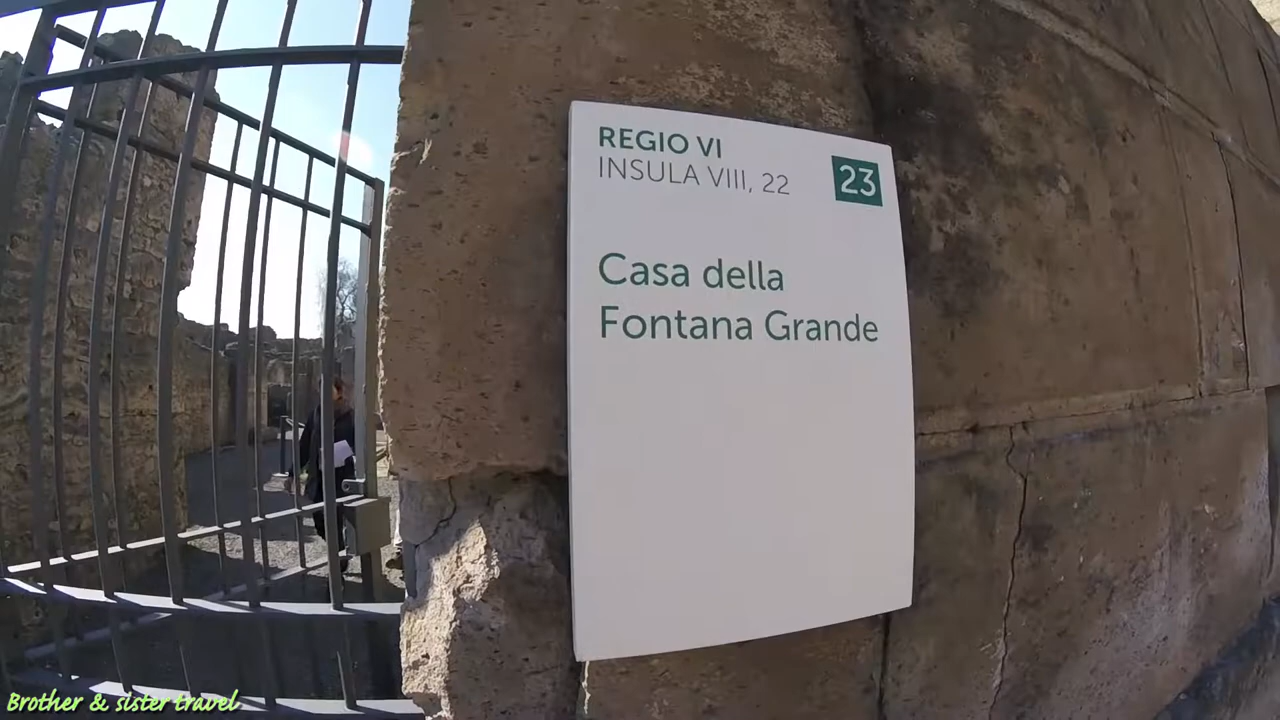 REGIO VI
INSULA VIII, 22
23
Casa della
Fontana Grande
Brother & sister travel